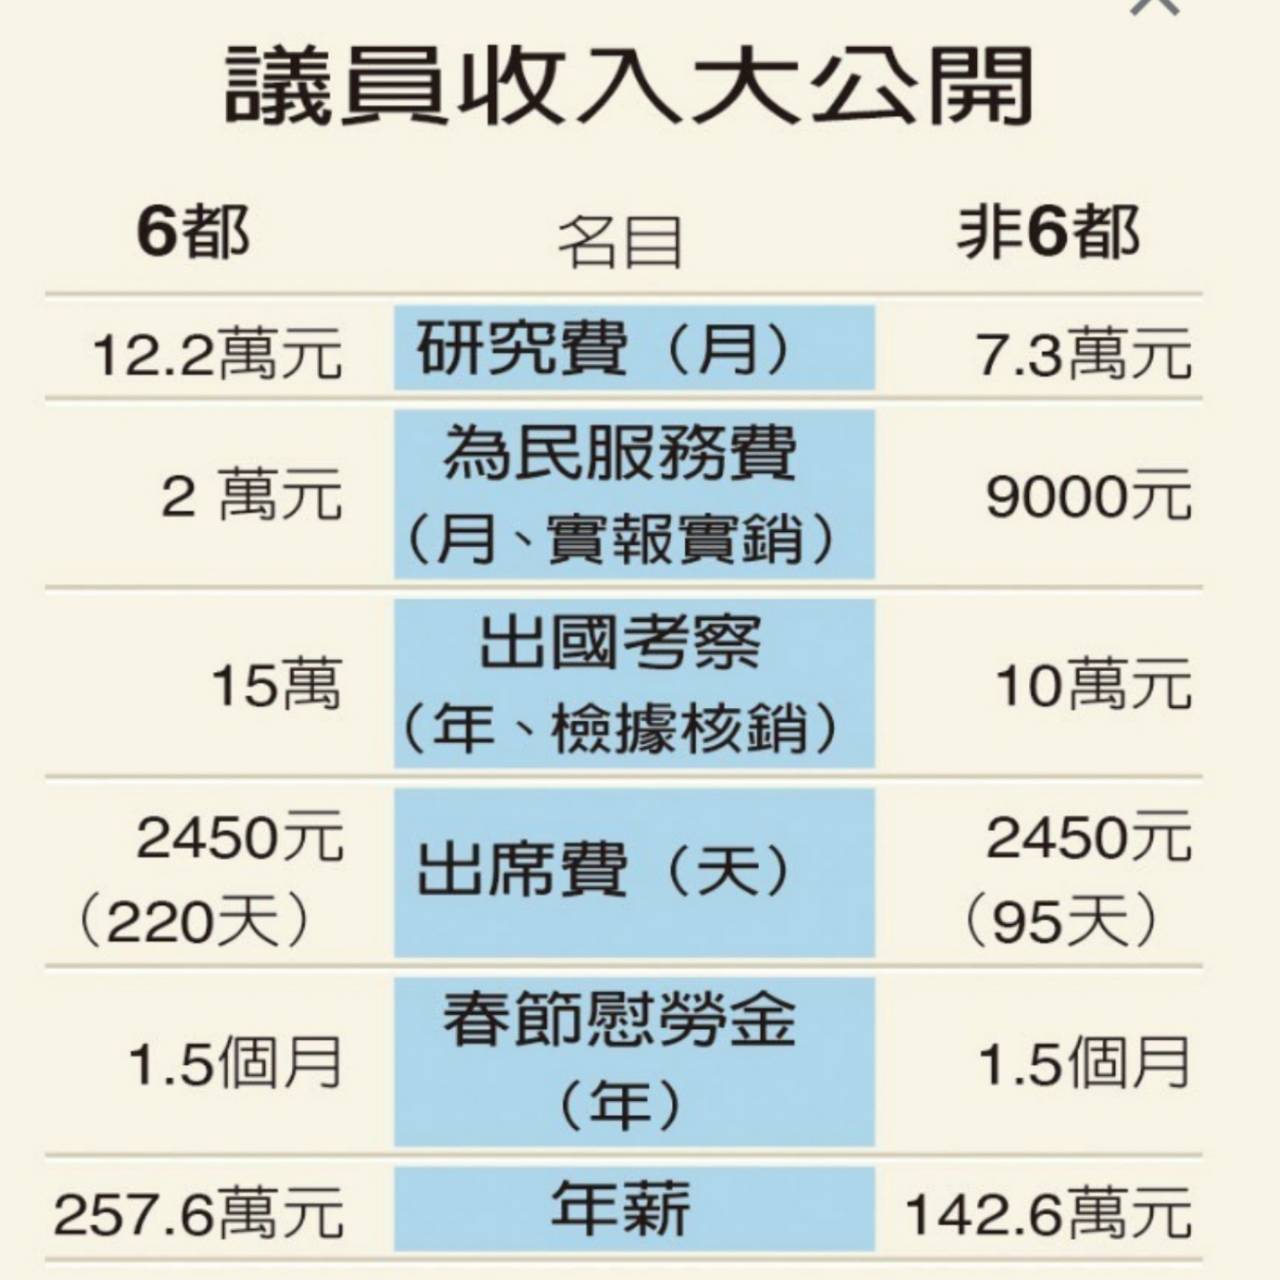 議員收入大公開
6都 名目 非6都
12.2萬元 研究費（月） 7.3萬元
2 萬元 為民服務費（月、實報實銷） 9000元
15萬 出國考察（年、檢據核銷） 10萬元
2450元（220天） 出席費（天） 2450元（95天）
1.5個月 春節慰勞金（年） 1.5個月
257.6萬元 年薪 142.6萬元